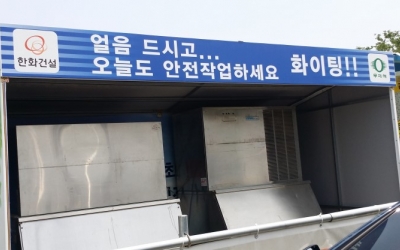 한화건설
얼음 드시고...
오늘도 안전작업하세요 화이팅!!